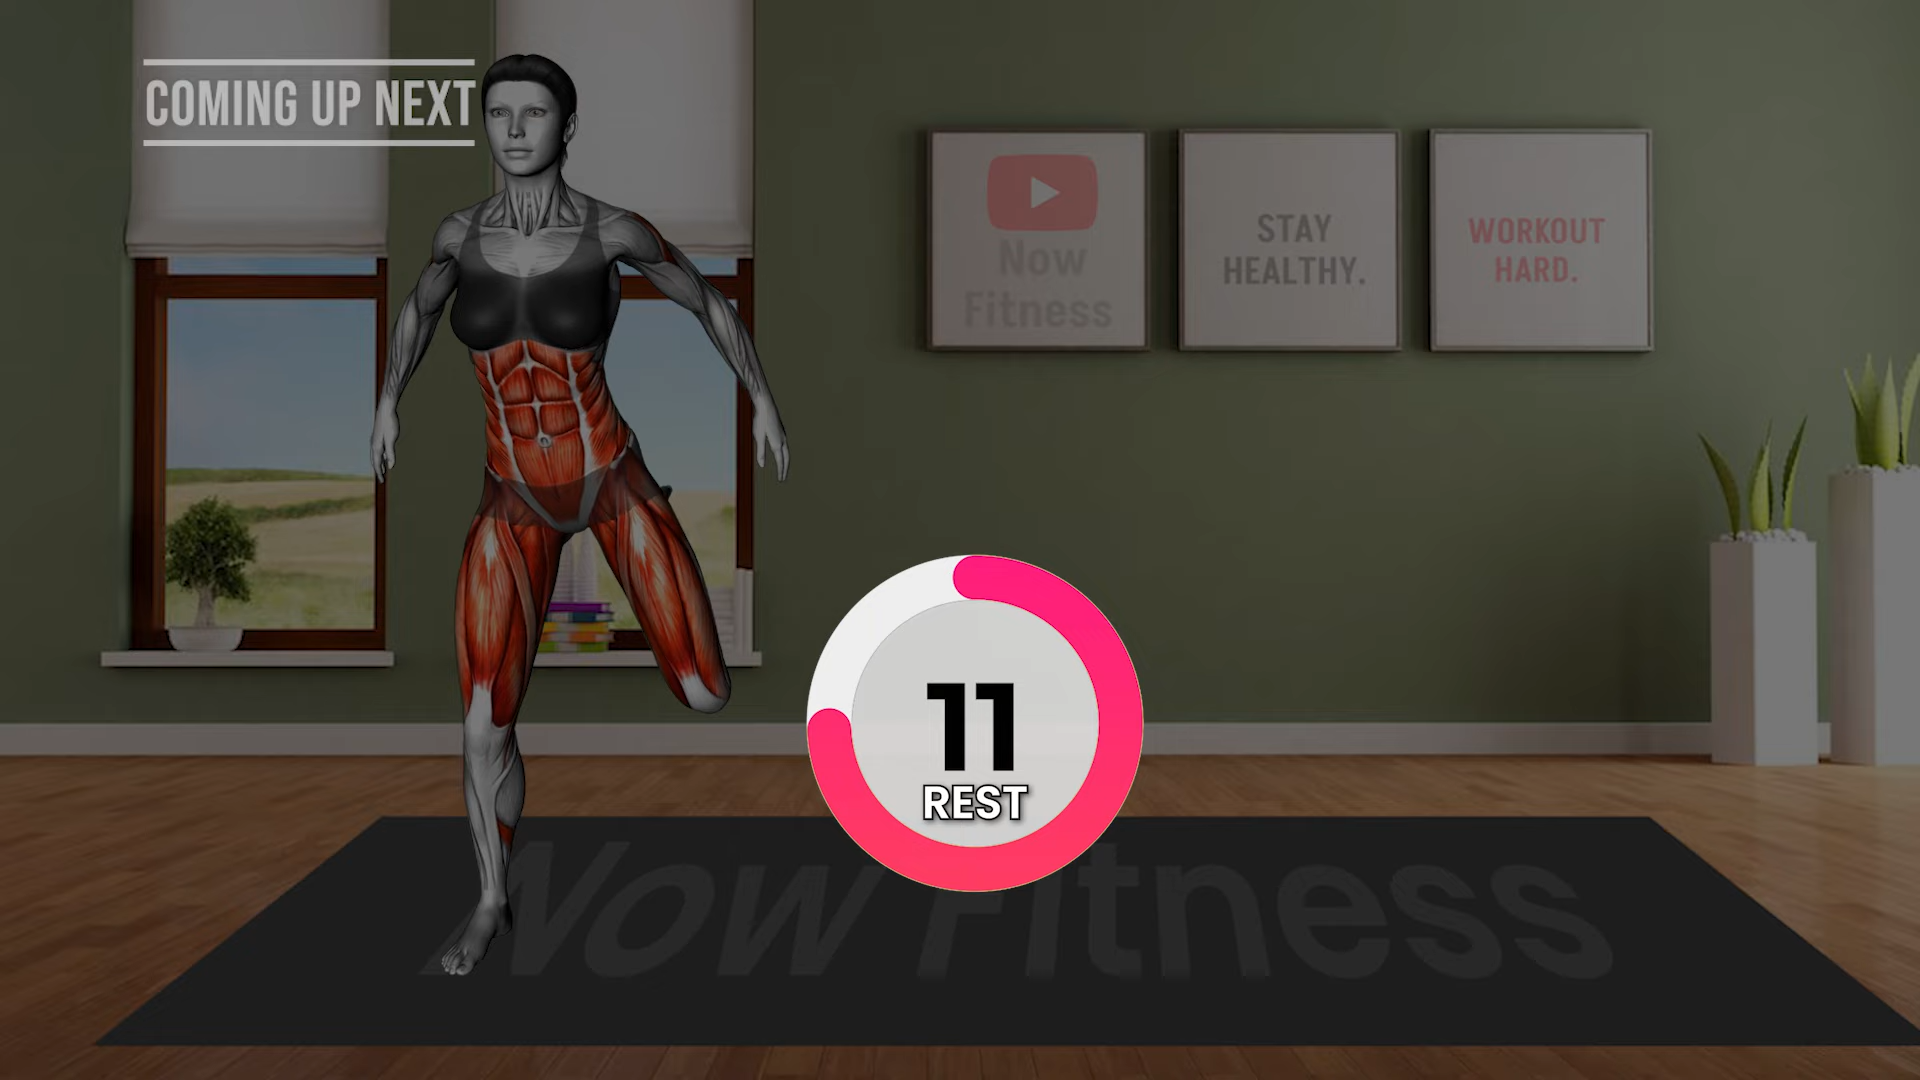 COMING UP NEXT
Now
Fitness
STAY
HEALTHY.
WORKOUT
HARD.
11
REST
Now Fitness